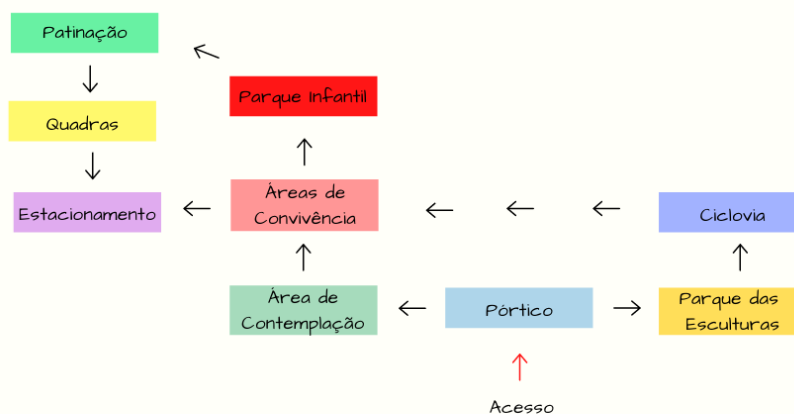 Patinação
Parque Infantil
Quadras
Estacionamento
Áreas de
Convivência
Ciclovia
Área de
Contemplação
Pórtico
Parque das
Esculturas
Acesso